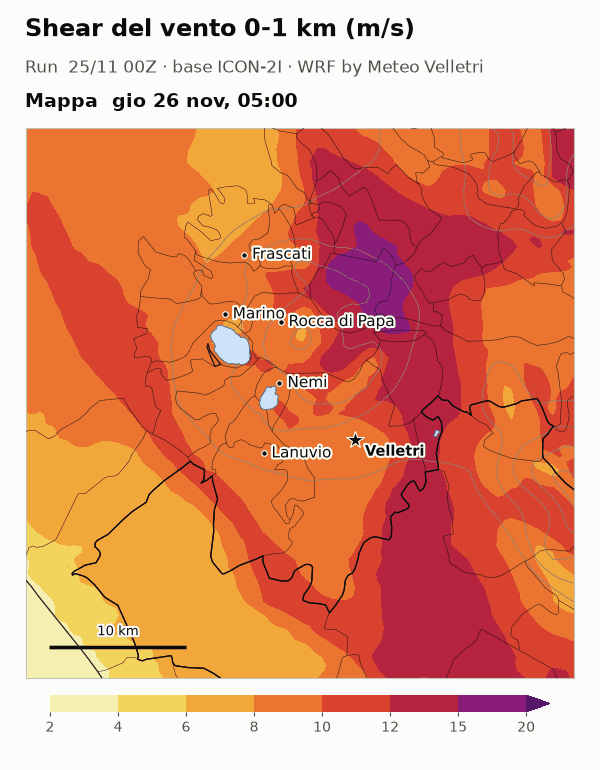 Shear del vento 0-1 km (m/s)
Run  25/11 00Z · base ICON-2I · WRF by Meteo Velletri
Mappa  gio 26 nov, 05:00
Frascati
Marino
Rocca di Papa
Nemi
Velletri
Lanuvio
10 km
2 4 6 8 10 12 15 20